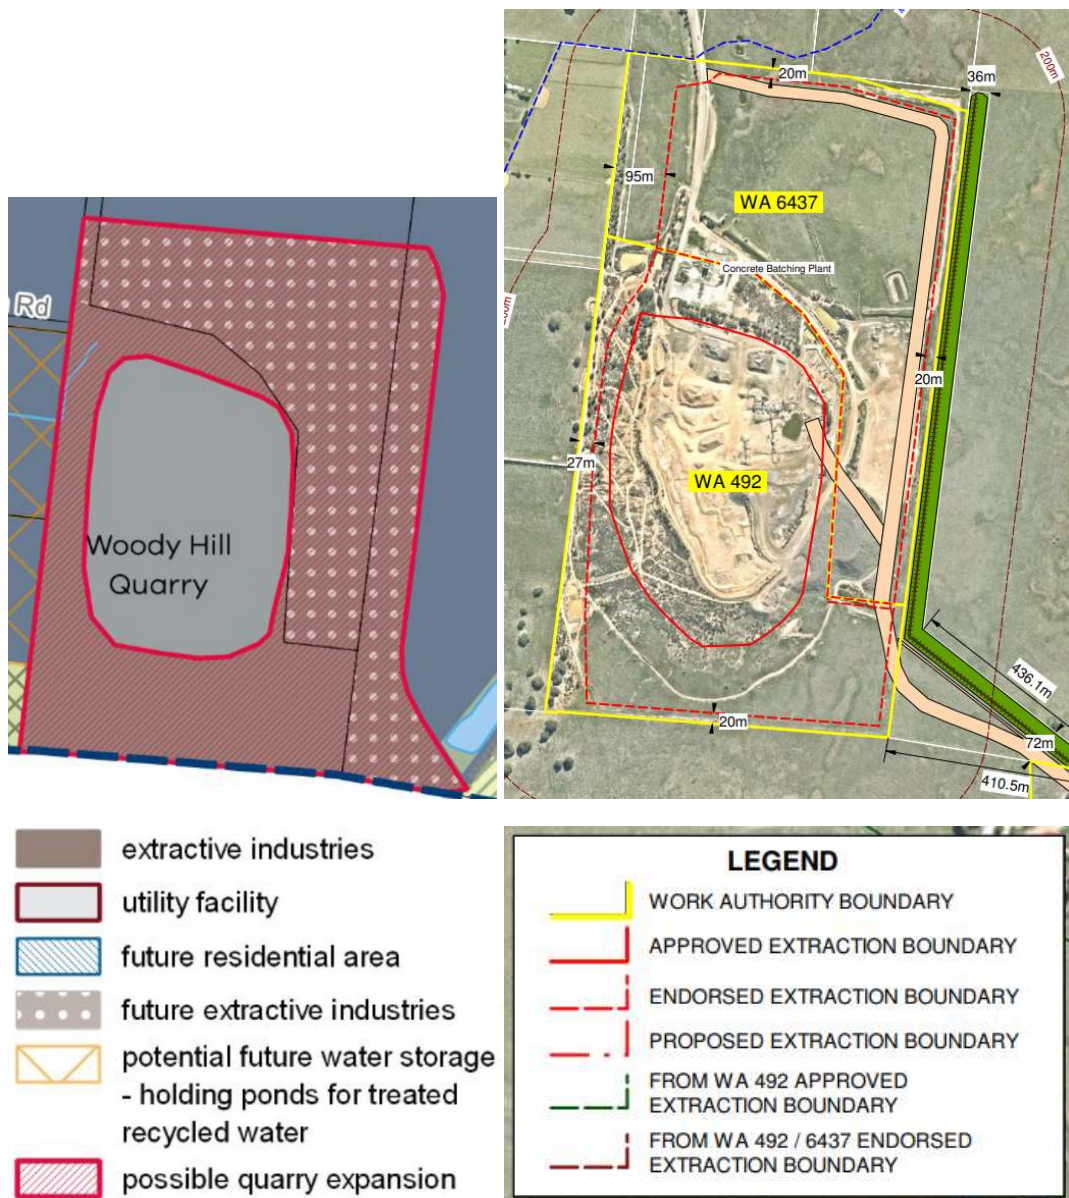 Rd
Woody Hill
Quarry
20m
36m
200m
95m
WA 6437
Concrete Batching Plant
20m
27m
WA 492
436.1m
20m
72m
410.5m
extractive industries
utility facility
future residential area
future extractive industries
potential future water storage
- holding ponds for treated
recycled water
possible quarry expansion
LEGEND
WORK AUTHORITY BOUNDARY
APPROVED EXTRACTION BOUNDARY
ENDORSED EXTRACTION BOUNDARY
PROPOSED EXTRACTION BOUNDARY
FROM WA 492 APPROVED
EXTRACTION BOUNDARY
FROM WA 492 / 6437 ENDORSED
EXTRACTION BOUNDARY